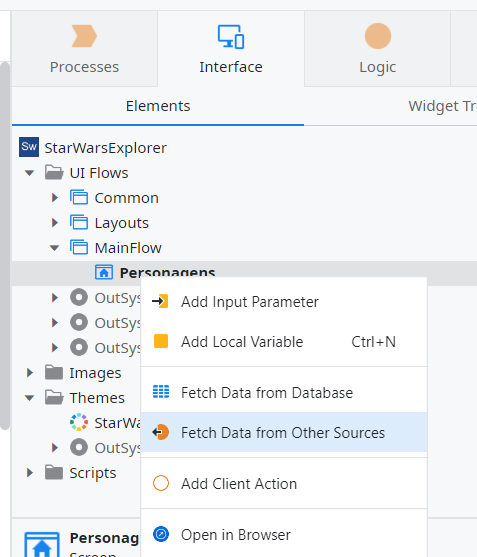 Processes
Interface
Logic
Elements
Widget Tr
Sw StarWarsExplorer
UI Flows
Common
Layouts
MainFlow
Personagens
OutSys
OutSys
OutSys
Images
Themes
StarWa
OutSys
Scripts
Add Input Parameter
Add Local Variable Ctrl+N
Fetch Data from Database
Fetch Data from Other Sources
Add Client Action
Open in Browser
Personag
Screen